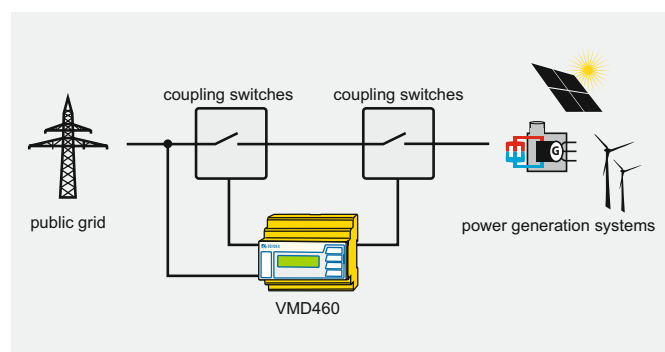 coupling switches
coupling switches
public grid
G
power generation systems
VMD460